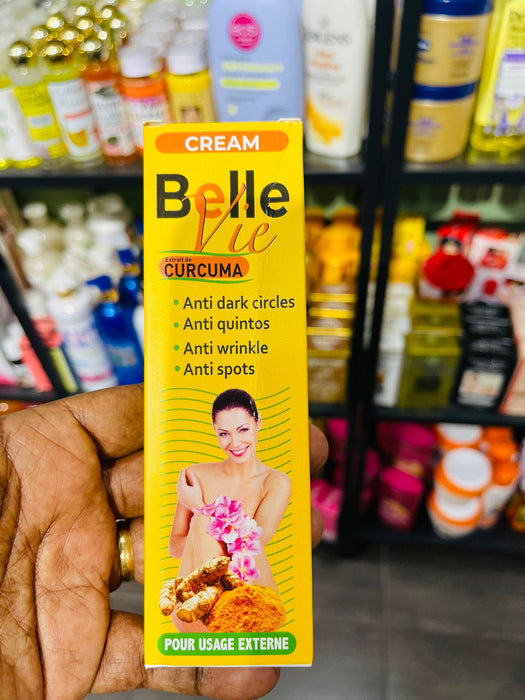 CREAM
Belle
Vie
Extrait de
CURCUMA
• Anti dark circles
• Anti quintos
• Anti wrinkle
• Anti spots
POUR USAGE EXTERNE